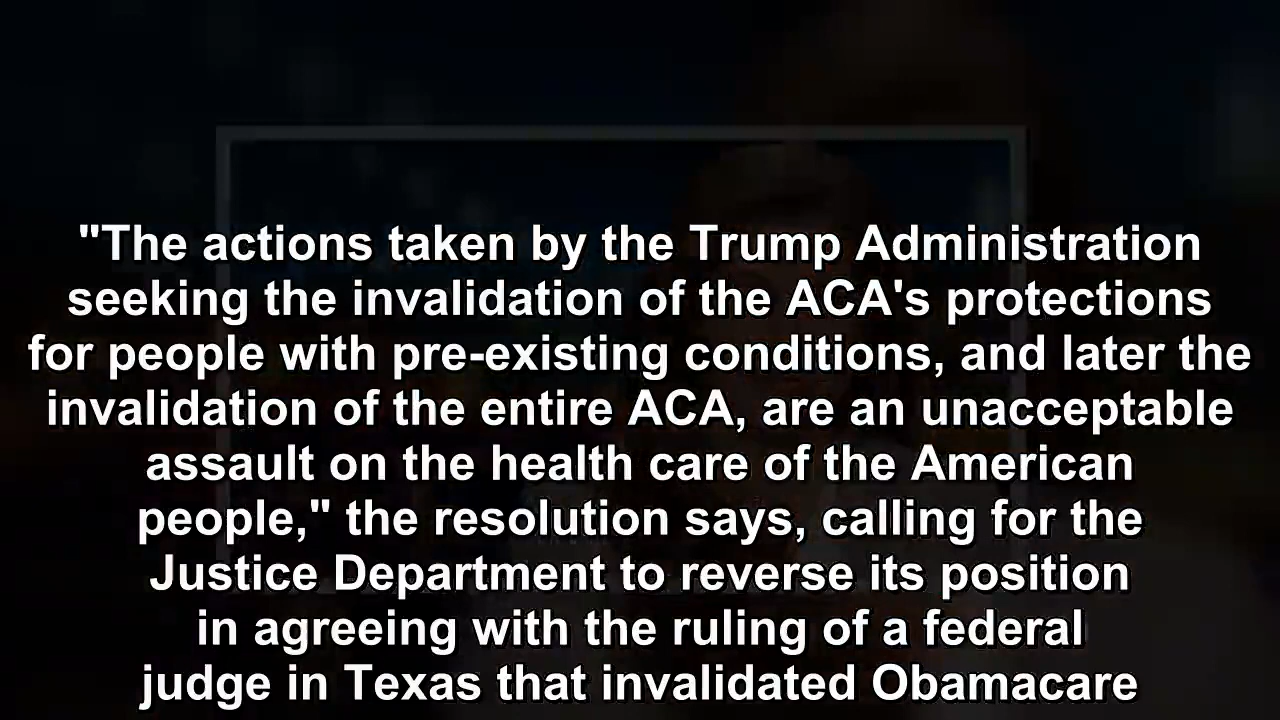 "The actions taken by the Trump Administration
seeking the invalidation of the ACA's protections
for people with pre-existing conditions, and later the
invalidation of the entire ACA, are an unacceptable
assault on the health care of the American
people," the resolution says, calling for the
Justice Department to reverse its position
in agreeing with the ruling of a federal
judge in Texas that invalidated Obamacare